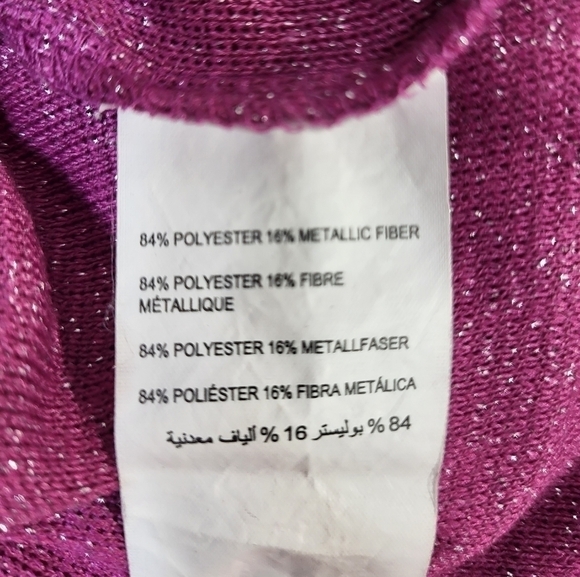 84% POLYESTER 16% METALLIC FIBER
84% POLYESTER 16% FIBRE
MÉTALLIQUE
84% POLYESTER 16% METALLFASER
84% POLIÉSTER 16% FIBRA METÁLICA
84 % بوليستر 16 % ألياف معدنية